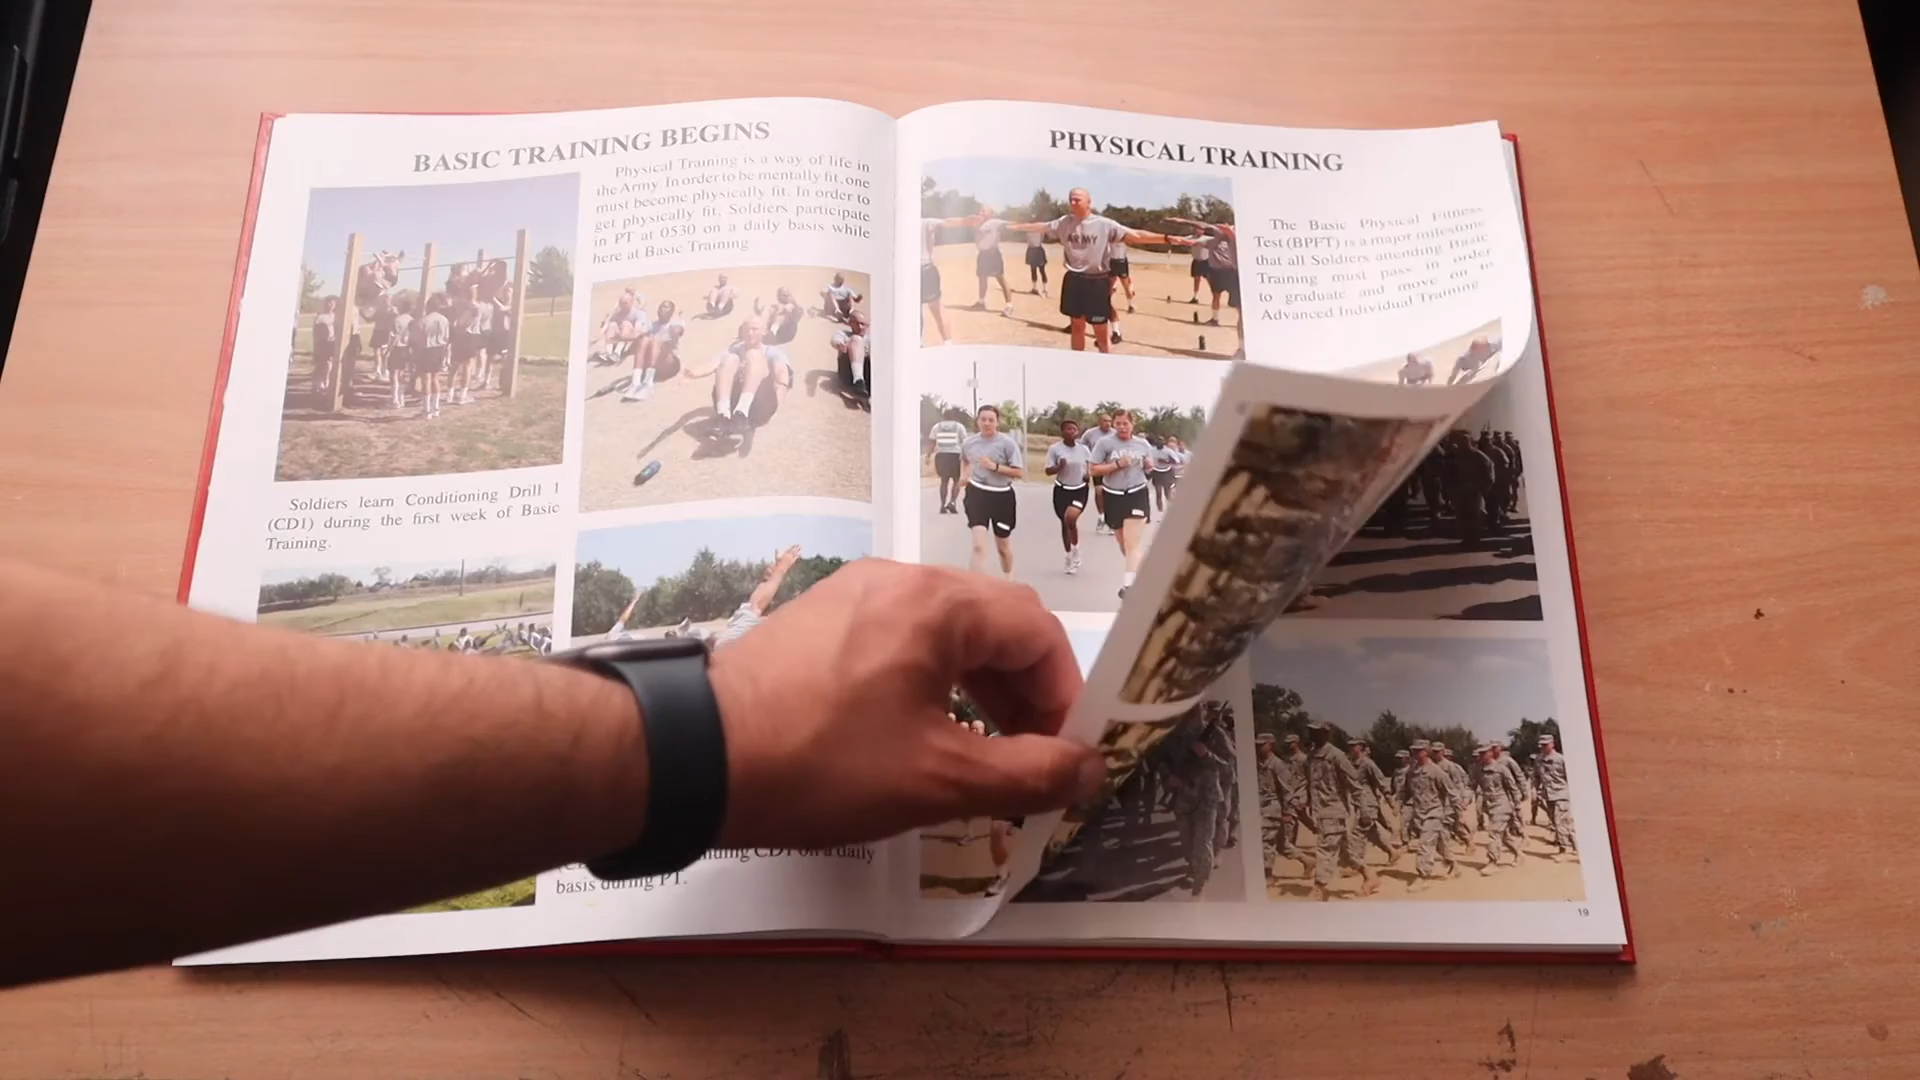 BASIC TRAINING BEGINS
Physical Training is a way of life in
the Army. In order to be mentally fit, one
must become physically fit. In order to
get physically fit, Soldiers participate
in PT at 0530 on a daily basis while
here at Basic Training
Soldiers learn Conditioning Drill 1
(CD1) during the first week of Basic
Training.
CD1 on a daily
basis during PT.
PHYSICAL TRAINING
The Basic Physical Fitness
Test (BPFT) is a major milestone
that all Soldiers attending Basic
Training must pass in order
to graduate and move on to
Advanced Individual Training
ARMY
ARMY
19